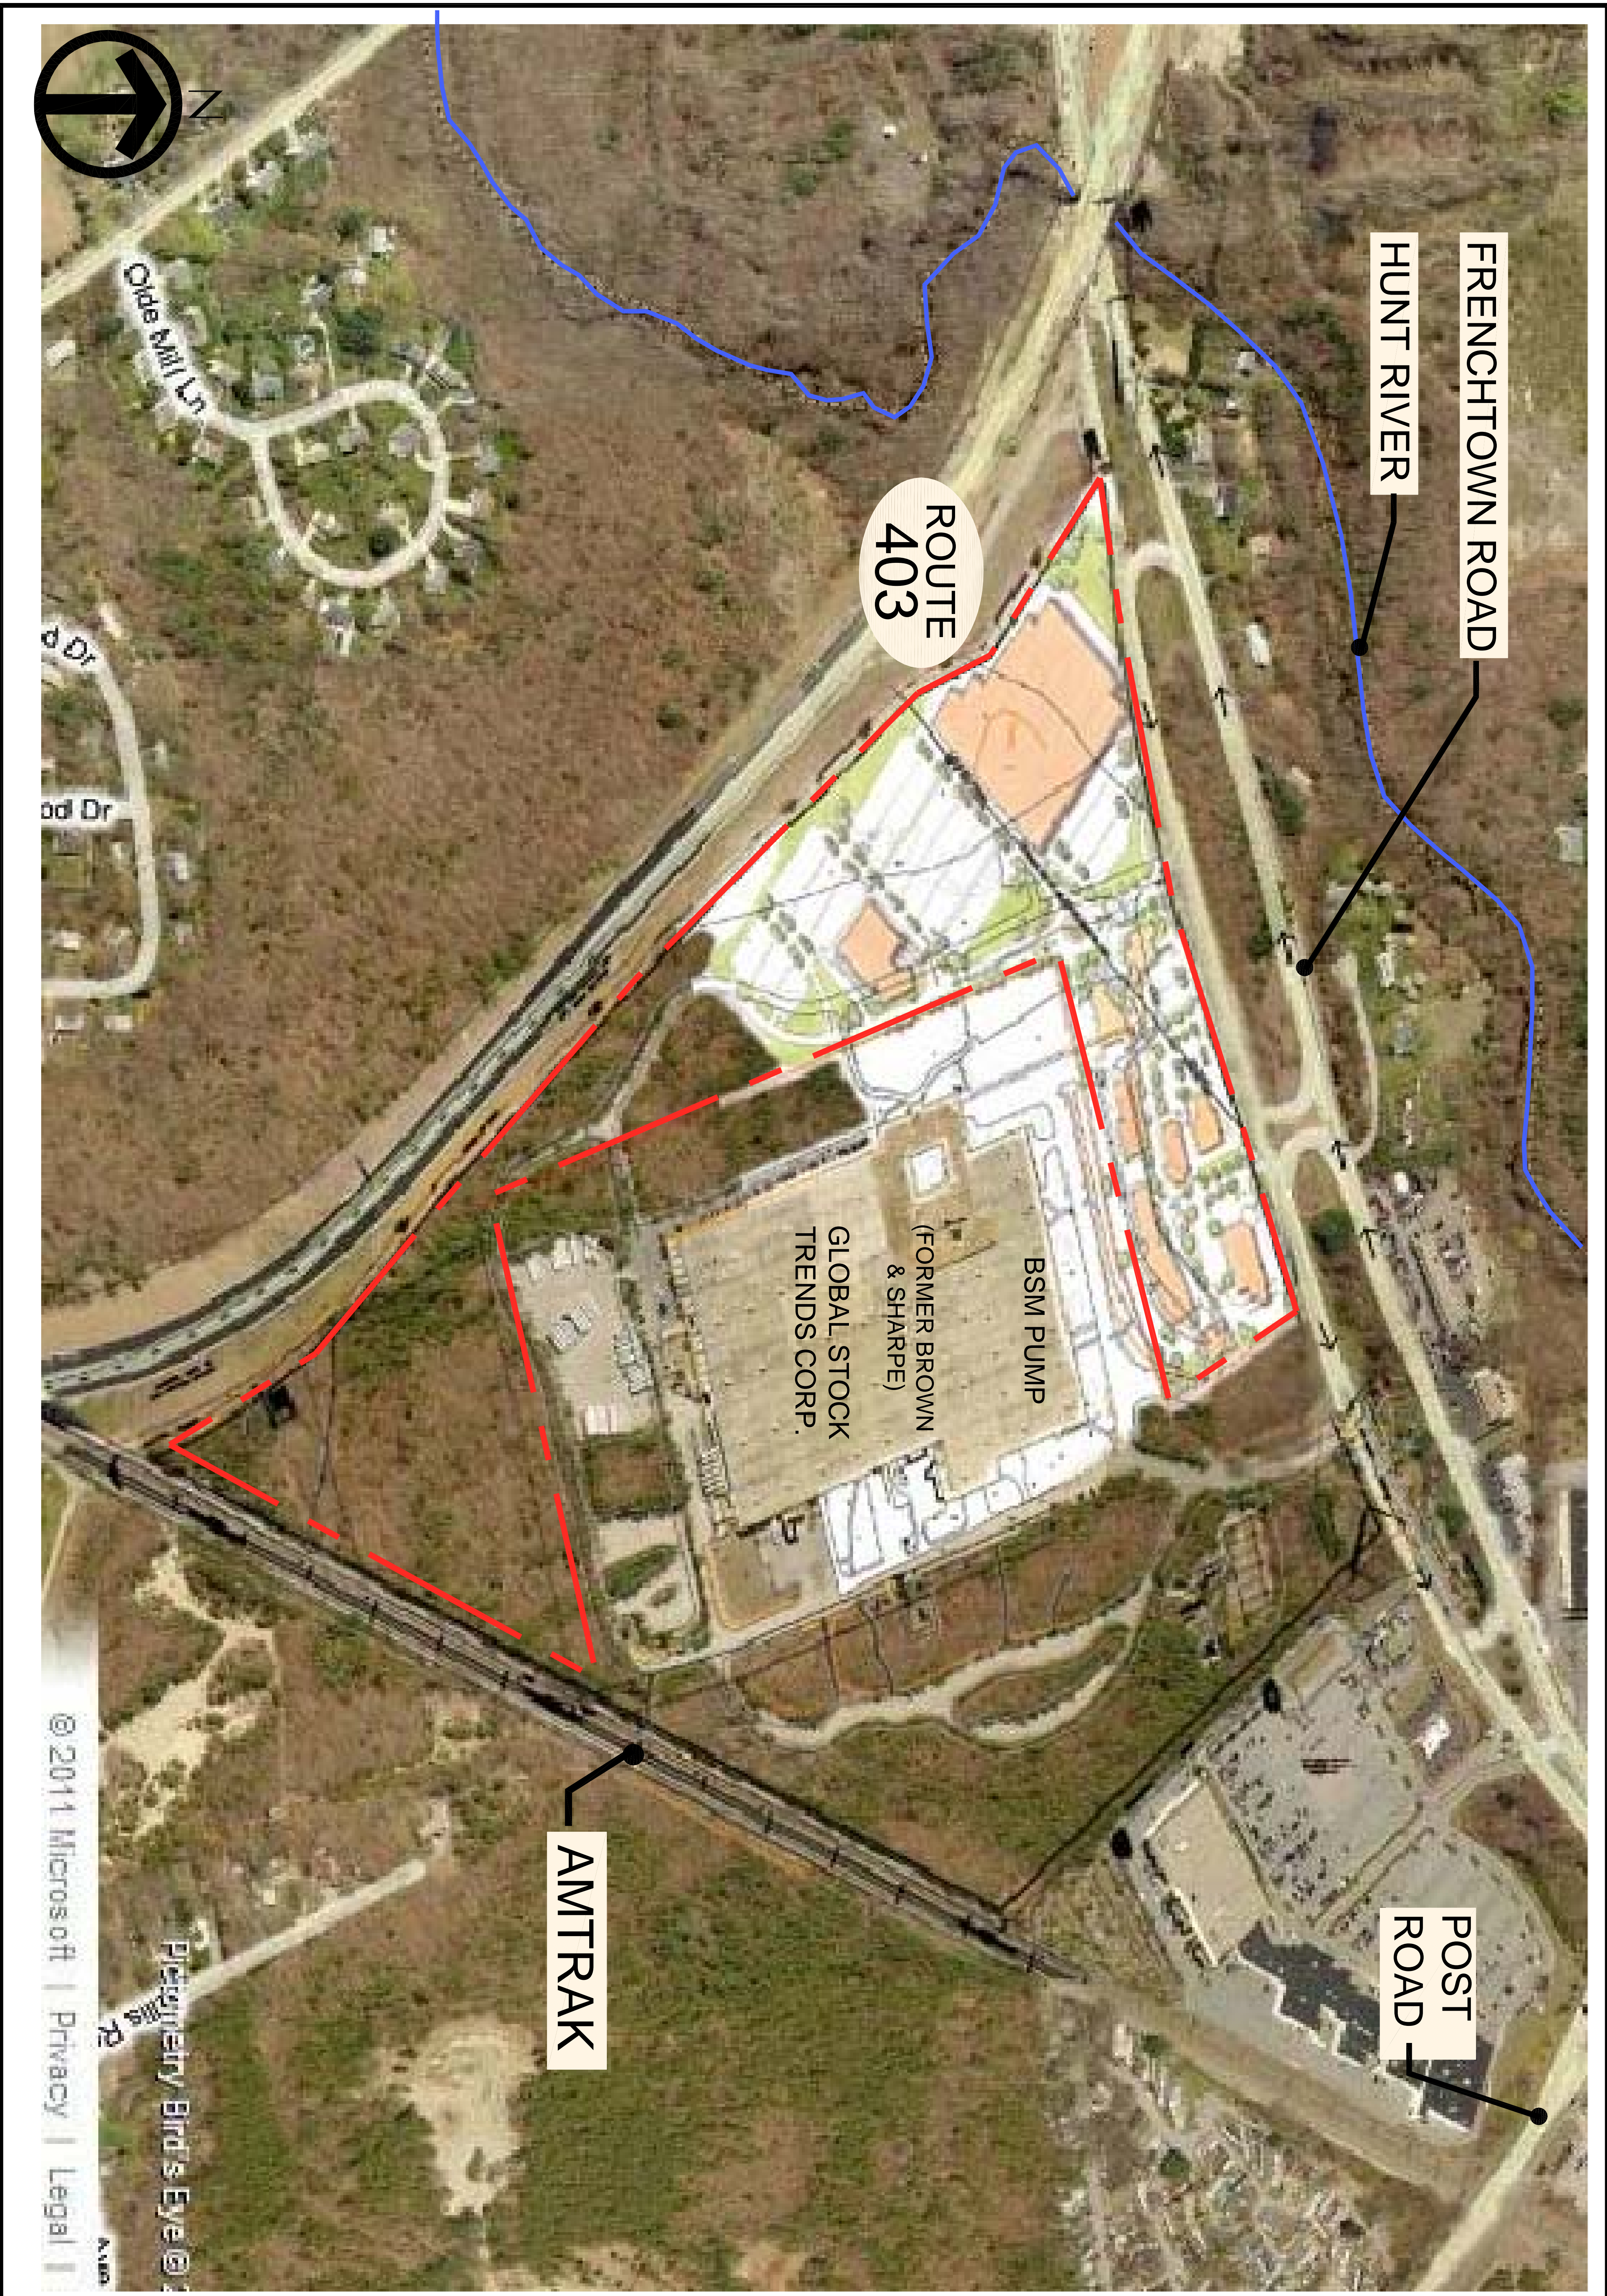 N
FRENCHTOWN ROAD
HUNT RIVER
Olde Mill Ln
ROUTE
403
d Dr
od Dr
BSM PUMP
(FORMER BROWN
& SHARPE)
GLOBAL STOCK
TRENDS CORP.
POST
ROAD
AMTRAK
Pictometry Bird's Eye ©
© 2011 Microsoft | Privacy | Legal |